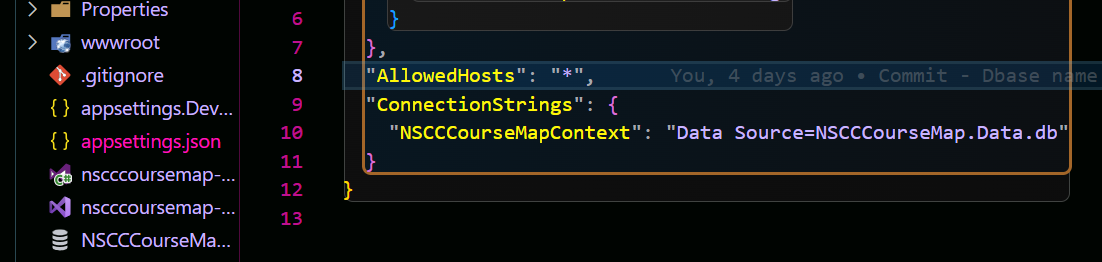 Properties
wwwroot
.gitignore
appsettings.Dev...
appsettings.json
nscccoursemap-...
nscccoursemap-...
NSCCCourseMa...
6 }
7 },
8 "AllowedHosts": "*", You, 4 days ago • Commit - Dbase name
9 "ConnectionStrings": {
10 "NSCCCourseMapContext": "Data Source=NSCCCourseMap.Data.db"
11 }
12 }
13